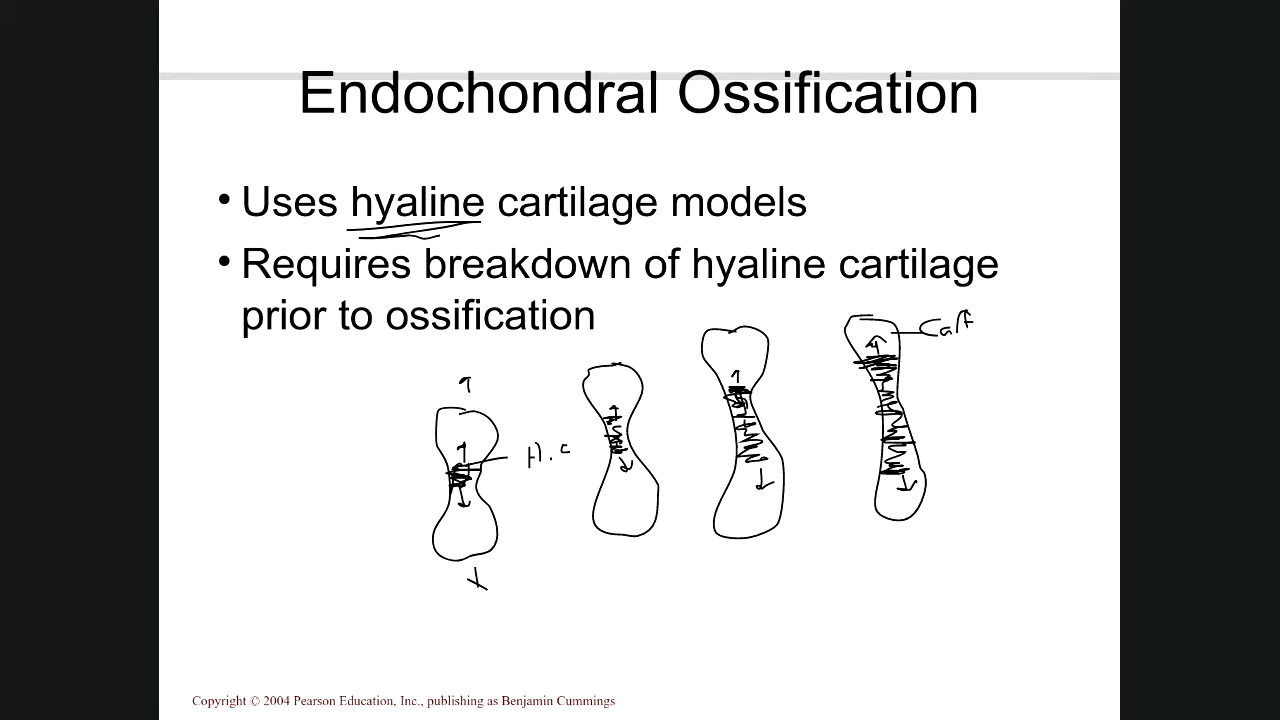 Endochondral Ossification
• Uses hyaline cartilage models
• Requires breakdown of hyaline cartilage
prior to ossification
H.C
Copyright © 2004 Pearson Education, Inc., publishing as Benjamin Cummings